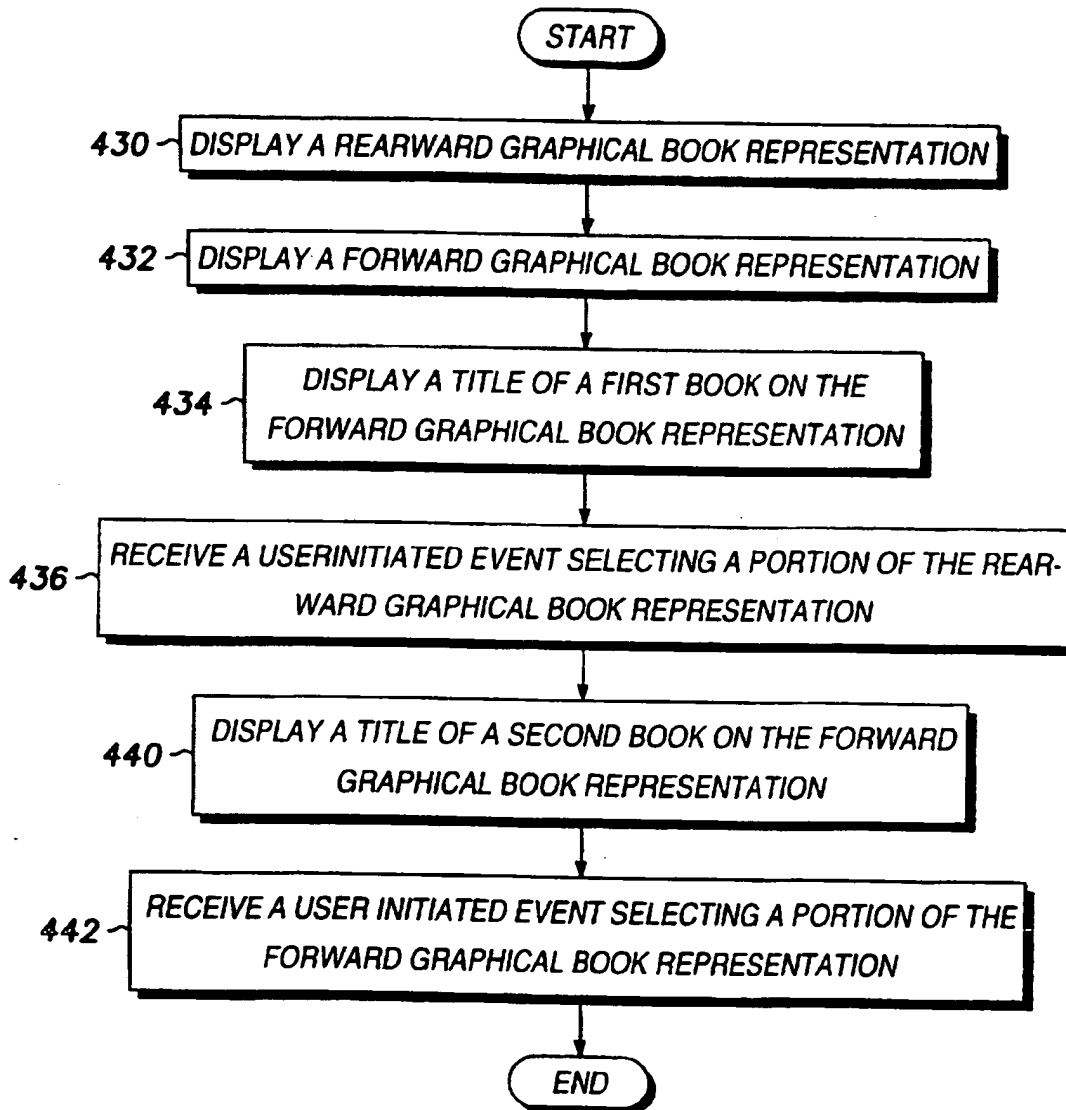 START
430 DISPLAY A REARWARD GRAPHICAL BOOK REPRESENTATION
432 DISPLAY A FORWARD GRAPHICAL BOOK REPRESENTATION
DISPLAY A TITLE OF A FIRST BOOK ON THE
434 FORWARD GRAPHICAL BOOK REPRESENTATION
RECEIVE A USERINITIATED EVENT SELECTING A PORTION OF THE REAR-
436 WARD GRAPHICAL BOOK REPRESENTATION
DISPLAY A TITLE OF A SECOND BOOK ON THE FORWARD
440 GRAPHICAL BOOK REPRESENTATION
RECEIVE A USER INITIATED EVENT SELECTING A PORTION OF THE
442 FORWARD GRAPHICAL BOOK REPRESENTATION
END